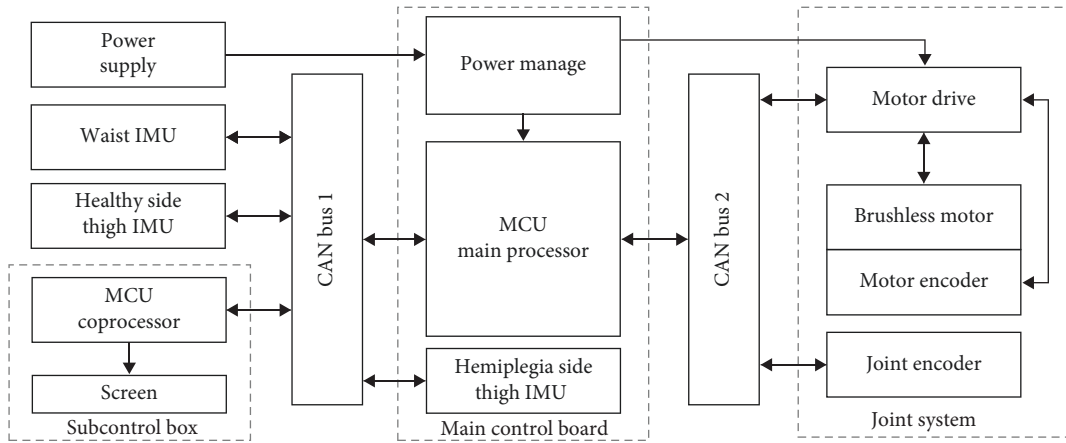 Power
supply
Waist IMU
Healthy side
thigh IMU
MCU
coprocessor
Screen
Subcontrol box
CAN bus 1
Power manage
MCU
main processor
Hemiplegia side
thigh IMU
Main control board
CAN bus 2
Motor drive
Brushless motor
Motor encoder
Joint encoder
Joint system